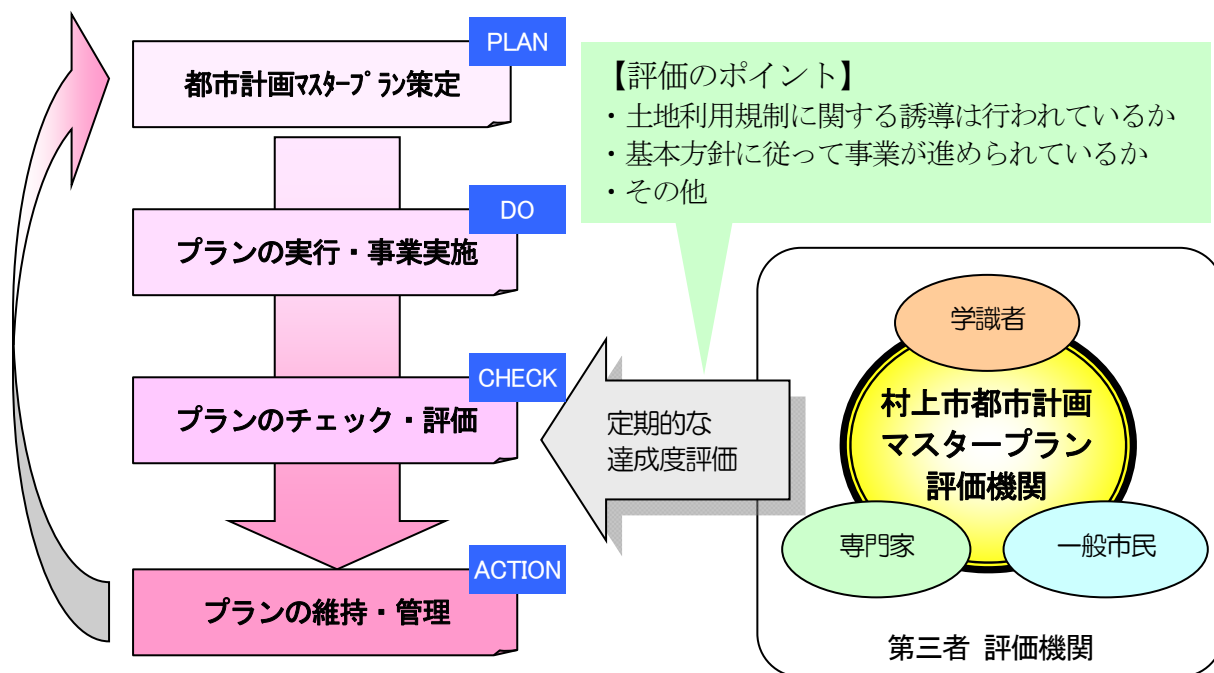 PLAN
都市計画ﾏｽﾀｰﾌﾟﾗﾝ策定
DO
プランの実行・事業実施
CHECK
プランのチェック・評価
ACTION
プランの維持・管理
【評価のポイント】
・土地利用規制に関する誘導は行われているか
・基本方針に従って事業が進められているか
・その他
定期的な
達成度評価
学識者
村上市都市計画
マスタープラン
評価機関
専門家
一般市民
第三者 評価機関